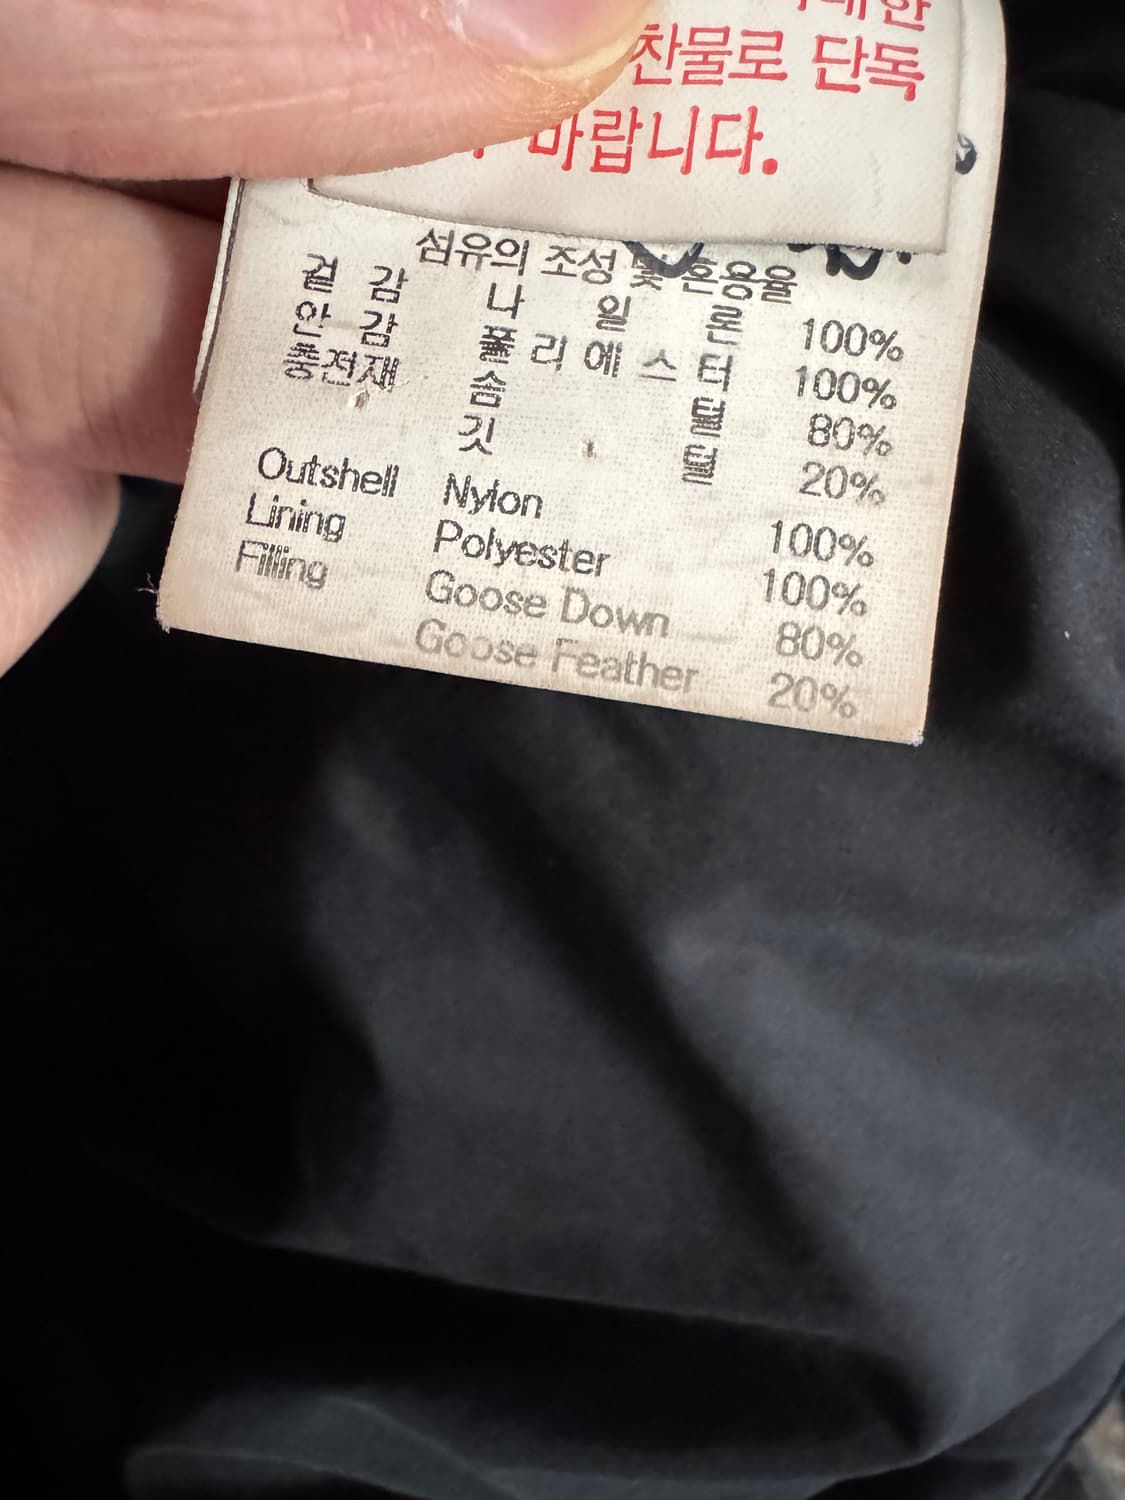 찬물로 단독
바랍니다.
섬유의 조성 및 혼용율
겉 감 나 일 론 100%
안 감 폴 리 에 스 터 100%
충전재 솜 털 80%
깃 털 20%
Outshell Nylon 100%
Lining Polyester 100%
Filling Goose Down 80%
Goose Feather 20%